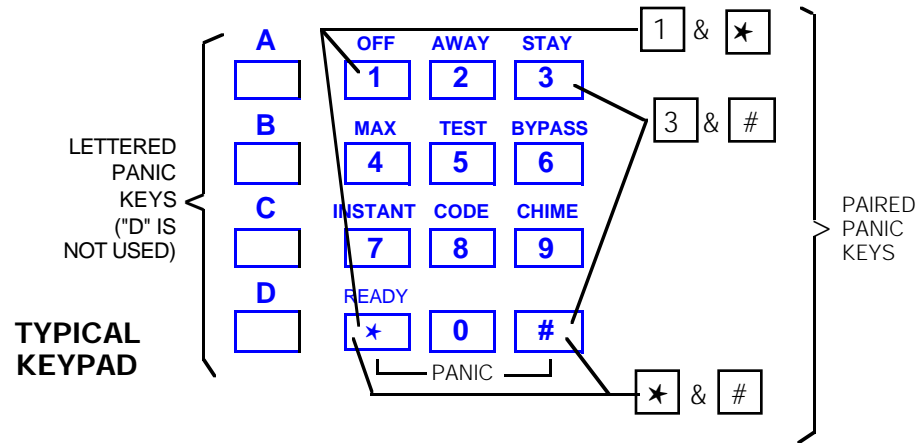 A OFF AWAY STAY 1 & ★
1 2 3
3 & #
B MAX TEST BYPASS
4 5 6
LETTERED
PANIC
KEYS
("D" IS
NOT USED)
C INSTANT CODE CHIME
7 8 9
PAIRED
PANIC
KEYS
D READY
★ 0 #
TYPICAL
KEYPAD
PANIC
★ & #